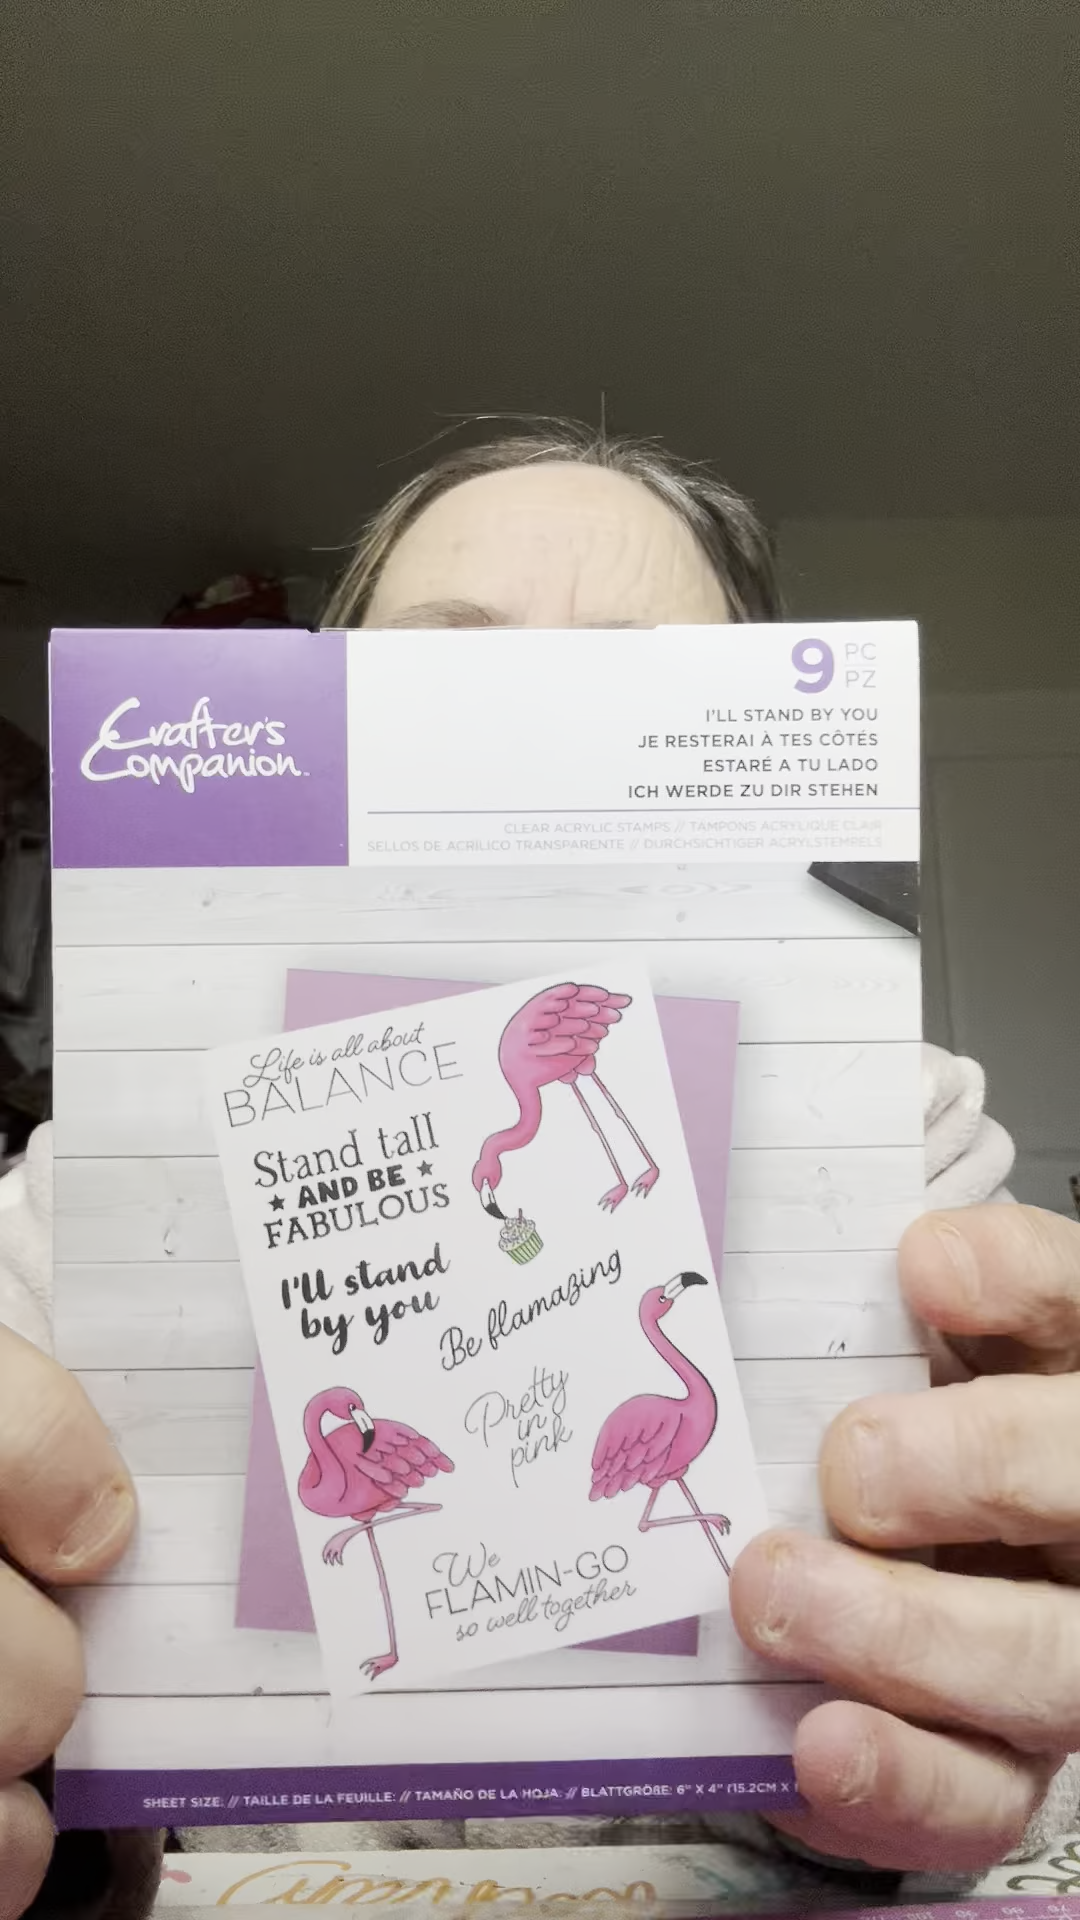 Crafter's
Companion
9 PC
PZ
I'LL STAND BY YOU
JE RESTERAI À TES CÔTÉS
ESTARÉ A TU LADO
ICH WERDE ZU DIR STEHEN
CLEAR ACRYLIC STAMPS // TAMPONS ACRYLIQUE CLAIR
SELLOS DE ACRÍLICO TRANSPARENTE // DURCHSICHTIGER ACRYLSTEMPELS
Life is all about
BALANCE
Stand tall
★ AND BE ★
FABULOUS
I'll stand
by you
Be flamazing
Pretty
in
pink
We
FLAMIN-GO
so well together
SHEET SIZE: // TAILLE DE LA FEUILLE: // TAMAÑO DE LA HOJA: // BLATTGRÖßE: 6" X 4" (15.2CM X